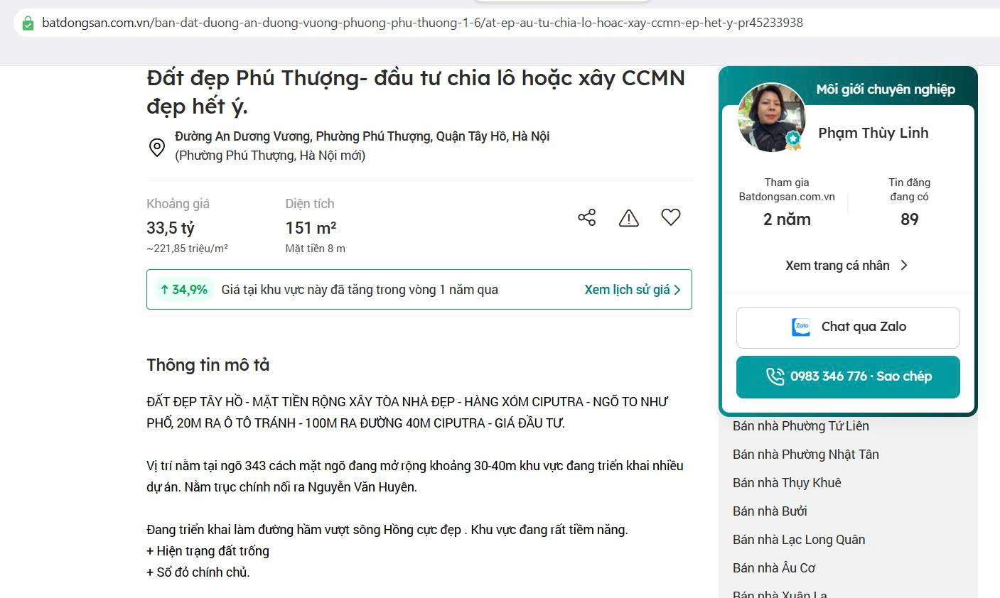 batdongsan.com.vn/ban-dat-duong-an-duong-vuong-phuong-phu-thuong-1-6/at-ep-au-tu-chia-lo-hoac-xay-ccmn-ep-het-y-pr45233938
Đất đẹp Phú Thượng- đầu tư chia lô hoặc xây CCMN
đẹp hết ý.
Đường An Dương Vương, Phường Phú Thượng, Quận Tây Hồ, Hà Nội
(Phường Phú Thượng, Hà Nội mới)
Khoảng giá
Diện tích
33,5 tỷ
151 m²
~221,85 triệu/m²
Mặt tiền 8 m
34,9%
Giá tại khu vực này đã tăng trong vòng 1 năm qua
Xem lịch sử giá
Thông tin mô tả
ĐẤT ĐẸP TÂY HỒ - MẶT TIỀN RỘNG XÂY TÒA NHÀ ĐẸP - HÀNG XÓM CIPUTRA - NGÕ TO NHƯ
PHỐ, 20M RA Ô TÔ TRÁNH - 100M RA ĐƯỜNG 40M CIPUTRA - GIÁ ĐẦU TƯ.
Vị trí nằm tại ngõ 343 cách mặt ngõ đang mở rộng khoảng 30-40m khu vực đang triển khai nhiều
dự án. Nằm trục chính nối ra Nguyễn Văn Huyên.
Đang triển khai làm đường hầm vượt sông Hồng cực đẹp . Khu vực đang rất tiềm năng.
+ Hiện trạng đất trống
+ Sổ đỏ chính chủ.
Môi giới chuyên nghiệp
Phạm Thùy Linh
Tham gia
Batdongsan.com.vn
2 năm
Tin đăng
đang có
89
Xem trang cá nhân
Zalo
Chat qua Zalo
0983 346 776 · Sao chép
Bán nhà Phường Tứ Liên
Bán nhà Phường Nhật Tân
Bán nhà Thụy Khuê
Bán nhà Bưởi
Bán nhà Lạc Long Quân
Bán nhà Âu Cơ
Bán nhà Xuân La